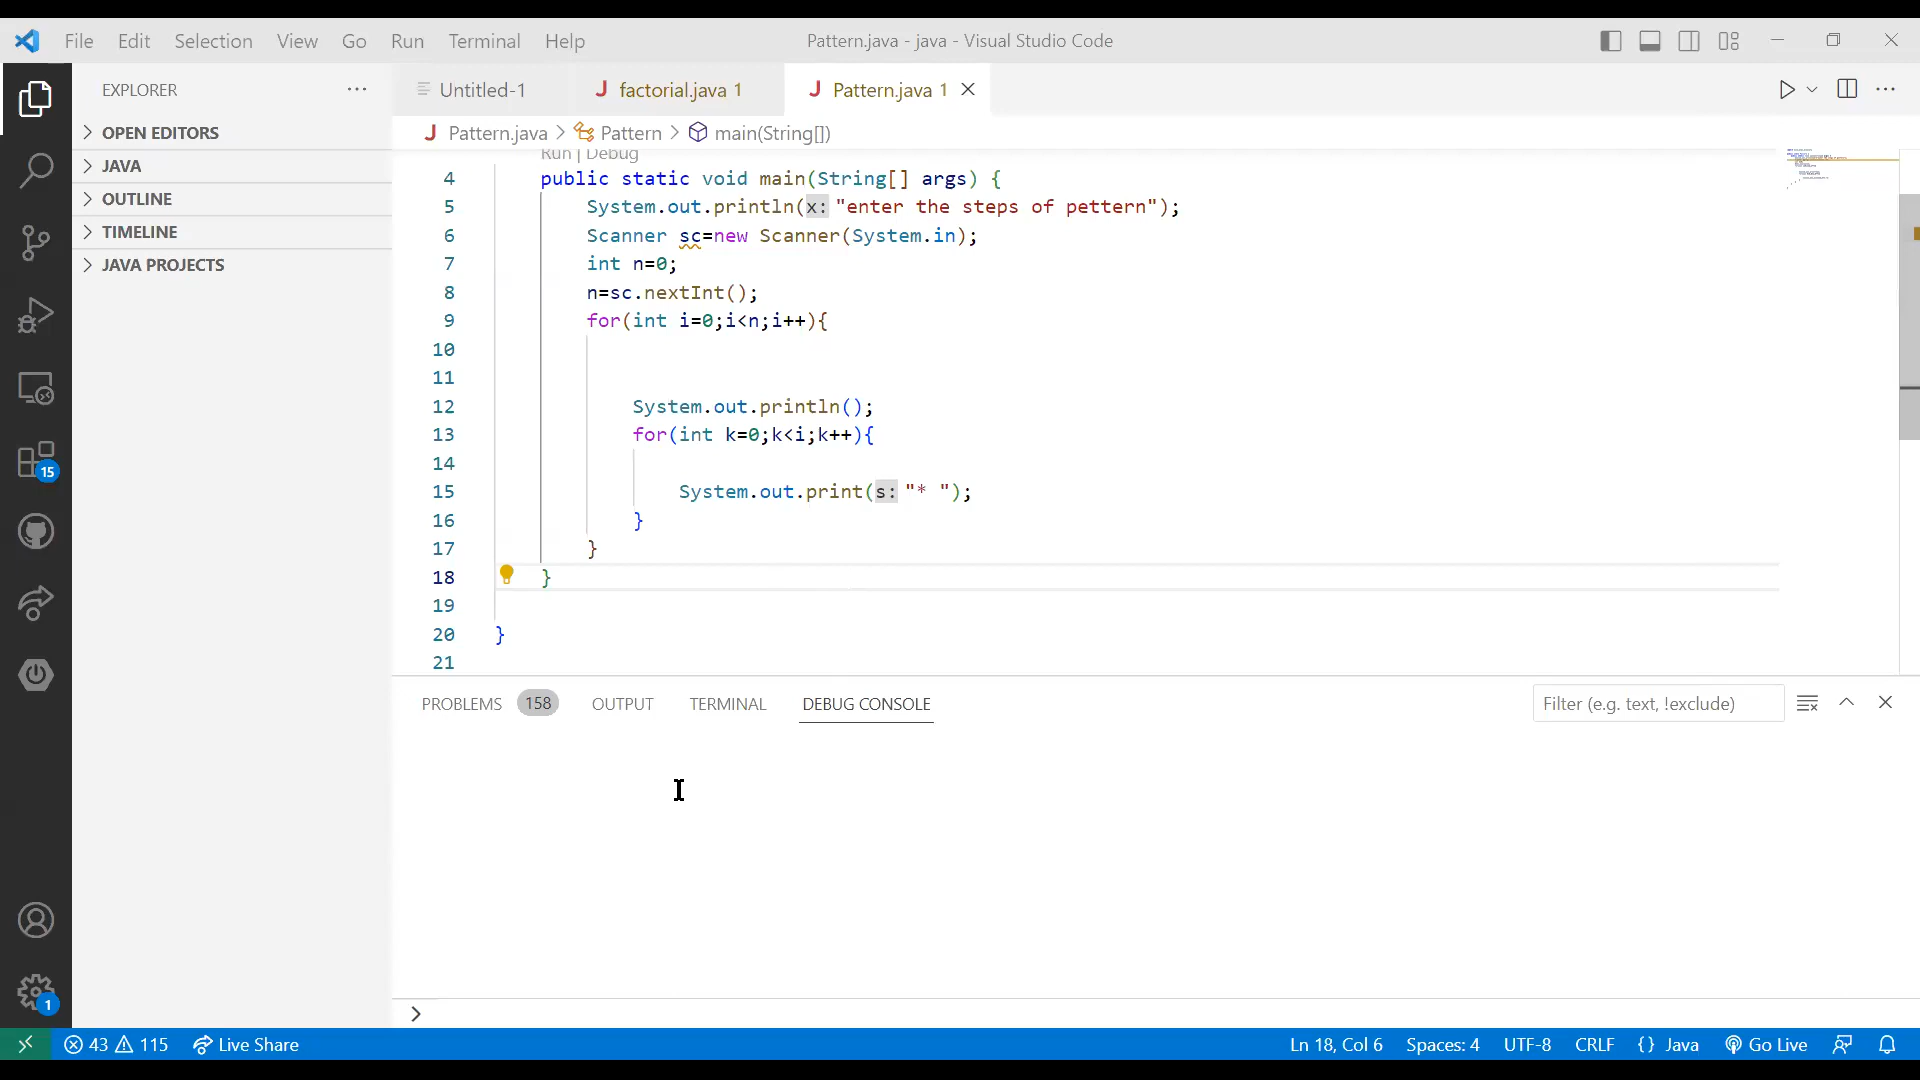 File Edit Selection View Go Run Terminal Help Pattern.java - java - Visual Studio Code
EXPLORER
Untitled-1 factorial.java 1 Pattern.java 1
OPEN EDITORS
JAVA
OUTLINE
TIMELINE
JAVA PROJECTS
Pattern.java > Pattern > main(String[])
Run | Debug
4 public static void main(String[] args) {
5 System.out.println(x: "enter the steps of pettern");
6 Scanner sc=new Scanner(System.in);
7 int n=0;
8 n=sc.nextInt();
9 for(int i=0;i<n;i++){
10
11
12 System.out.println();
13 for(int k=0;k<i;k++){
14
15 System.out.print(s: "* ");
16 }
17 }
18 }
19
20 }
21
15
1
PROBLEMS 158 OUTPUT TERMINAL DEBUG CONSOLE Filter (e.g. text, !exclude)
43 115 Live Share Ln 18, Col 6 Spaces: 4 UTF-8 CRLF {} Java Go Live